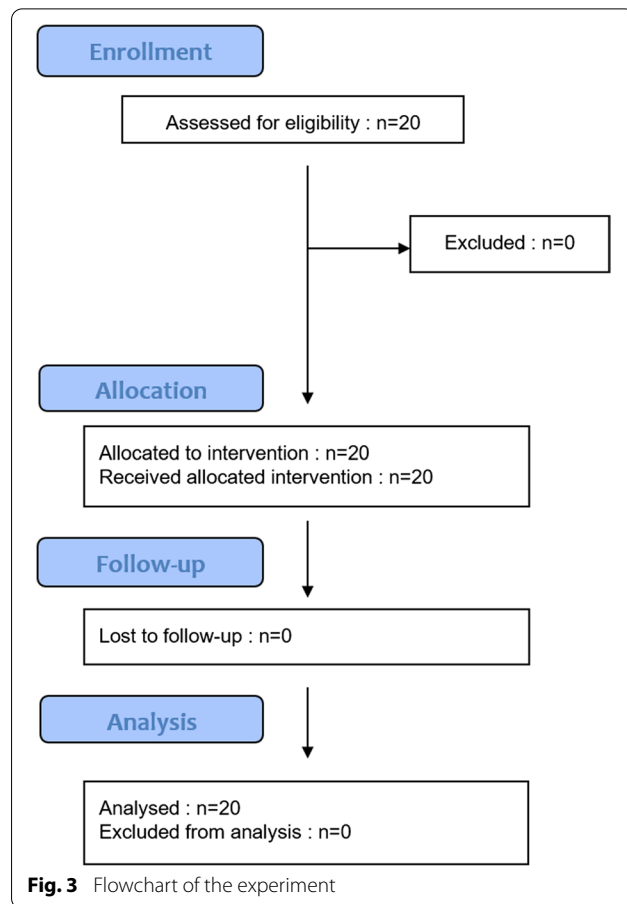 Enrollment
Assessed for eligibility : n=20
Excluded : n=0
Allocation
Allocated to intervention : n=20
Received allocated intervention : n=20
Follow-up
Lost to follow-up : n=0
Analysis
Analysed : n=20
Excluded from analysis : n=0
Fig. 3 Flowchart of the experiment